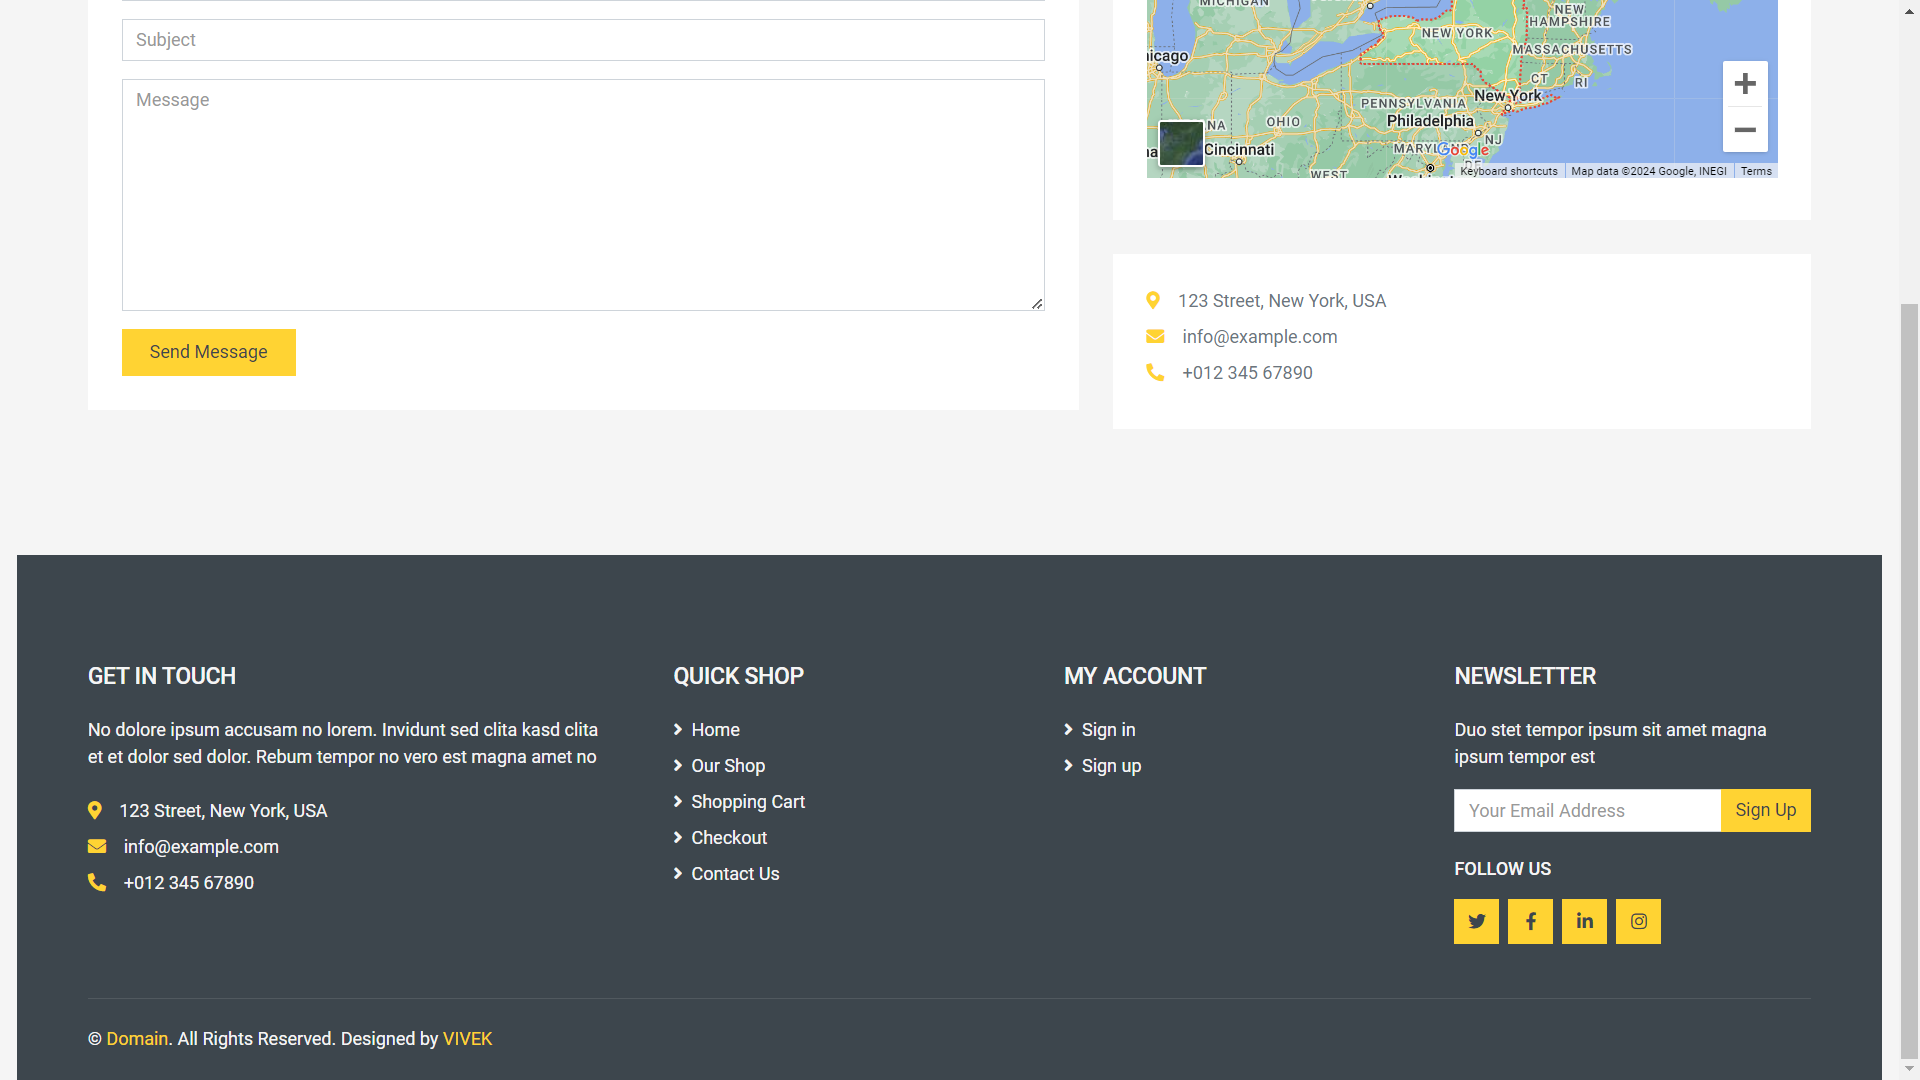 Subject
Message
Send Message
MICHIGAN
NEW
HAMPSHIRE
NEW YORK
MASSACHUSETTS
icago
CT
RI
New York
PENNSYLVANIA
OHIO
Philadelphia
NA
NJ
Cincinnati
Google
WEST
Keyboard shortcuts
Map data ©2024 Google, INEGI
Terms
123 Street, New York, USA
info@example.com
+012 345 67890
GET IN TOUCH
No dolore ipsum accusam no lorem. Invidunt sed clita kasd clita
et et dolor sed dolor. Rebum tempor no vero est magna amet no
123 Street, New York, USA
info@example.com
+012 345 67890
QUICK SHOP
Home
Our Shop
Shopping Cart
Checkout
Contact Us
MY ACCOUNT
Sign in
Sign up
NEWSLETTER
Duo stet tempor ipsum sit amet magna
ipsum tempor est
Your Email Address
Sign Up
FOLLOW US
© Domain. All Rights Reserved. Designed by VIVEK